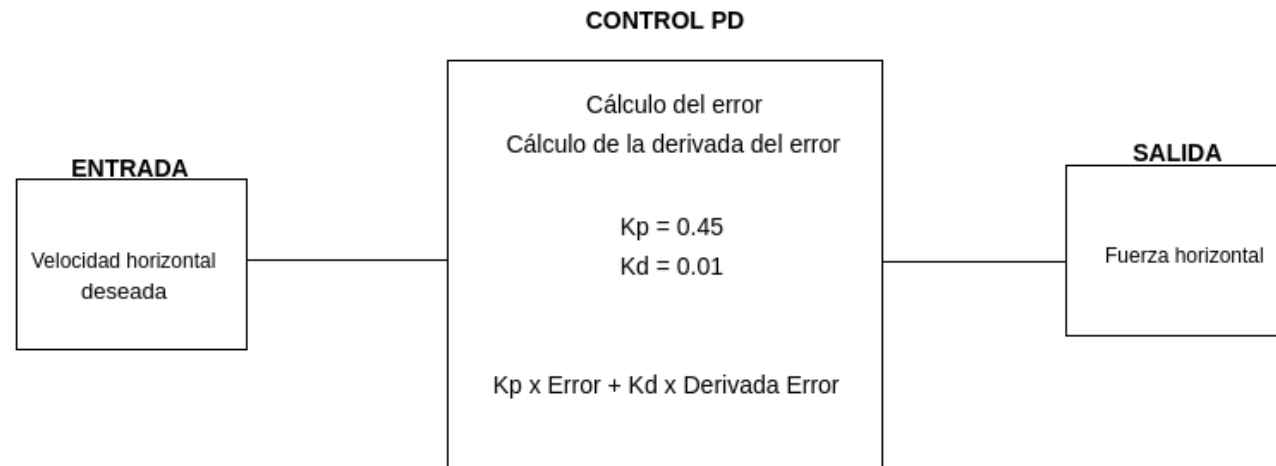 CONTROL PD
ENTRADA
Velocidad horizontal
deseada
Cálculo del error
Cálculo de la derivada del error
Kp = 0.45
Kd = 0.01
Kp x Error + Kd x Derivada Error
SALIDA
Fuerza horizontal